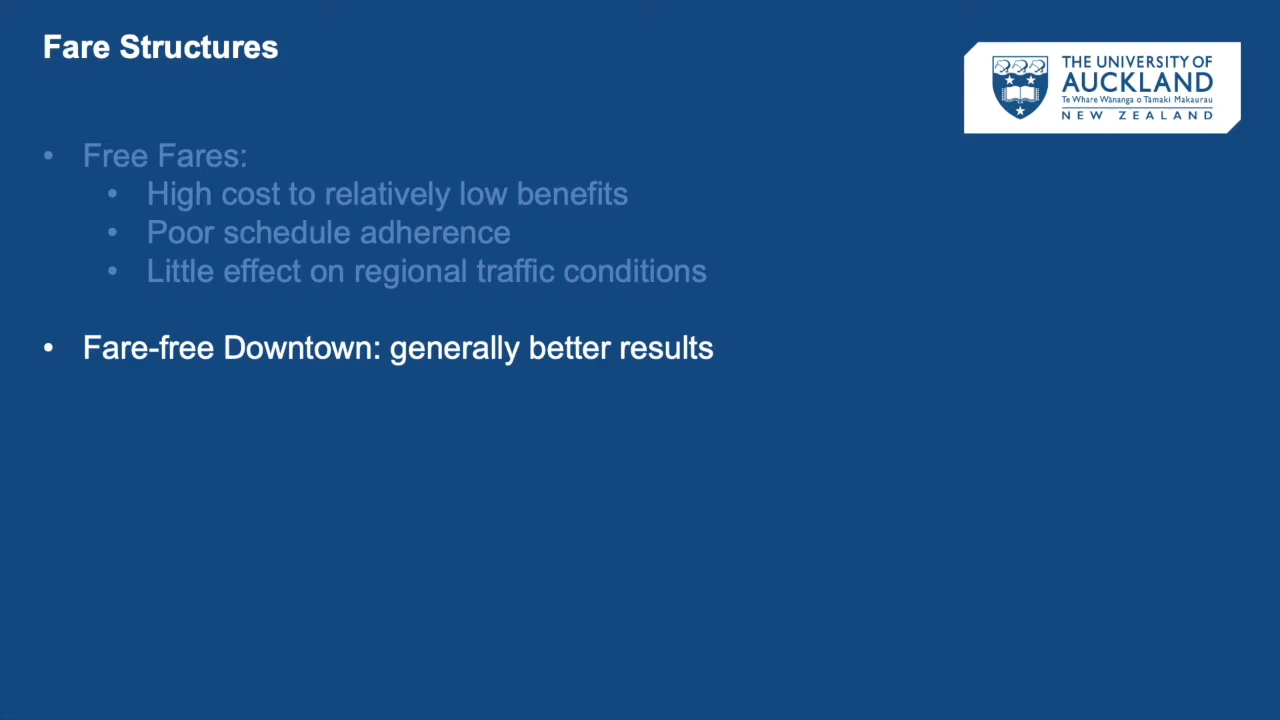 Fare Structures
THE UNIVERSITY OF
AUCKLAND
Te Whare Wānanga o Tāmaki Makaurau
NEW ZEALAND
• Free Fares:
• High cost to relatively low benefits
• Poor schedule adherence
• Little effect on regional traffic conditions
• Fare-free Downtown: generally better results